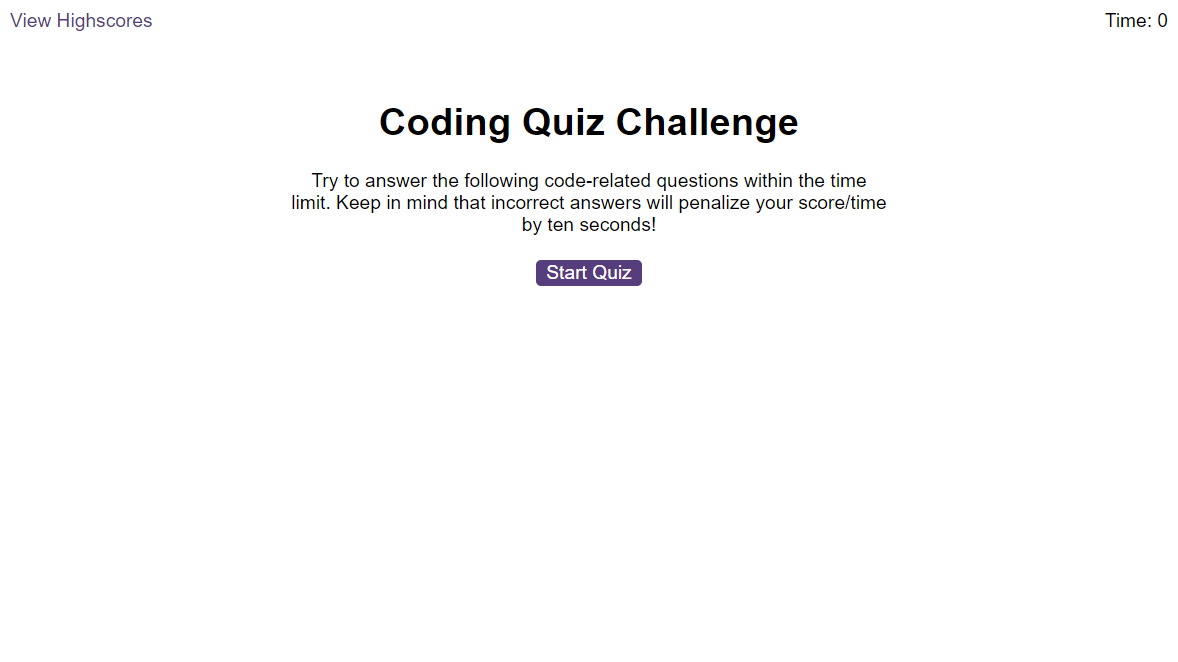 View Highscores
Time: 0
Coding Quiz Challenge
Try to answer the following code-related questions within the time
limit. Keep in mind that incorrect answers will penalize your score/time
by ten seconds!
Start Quiz